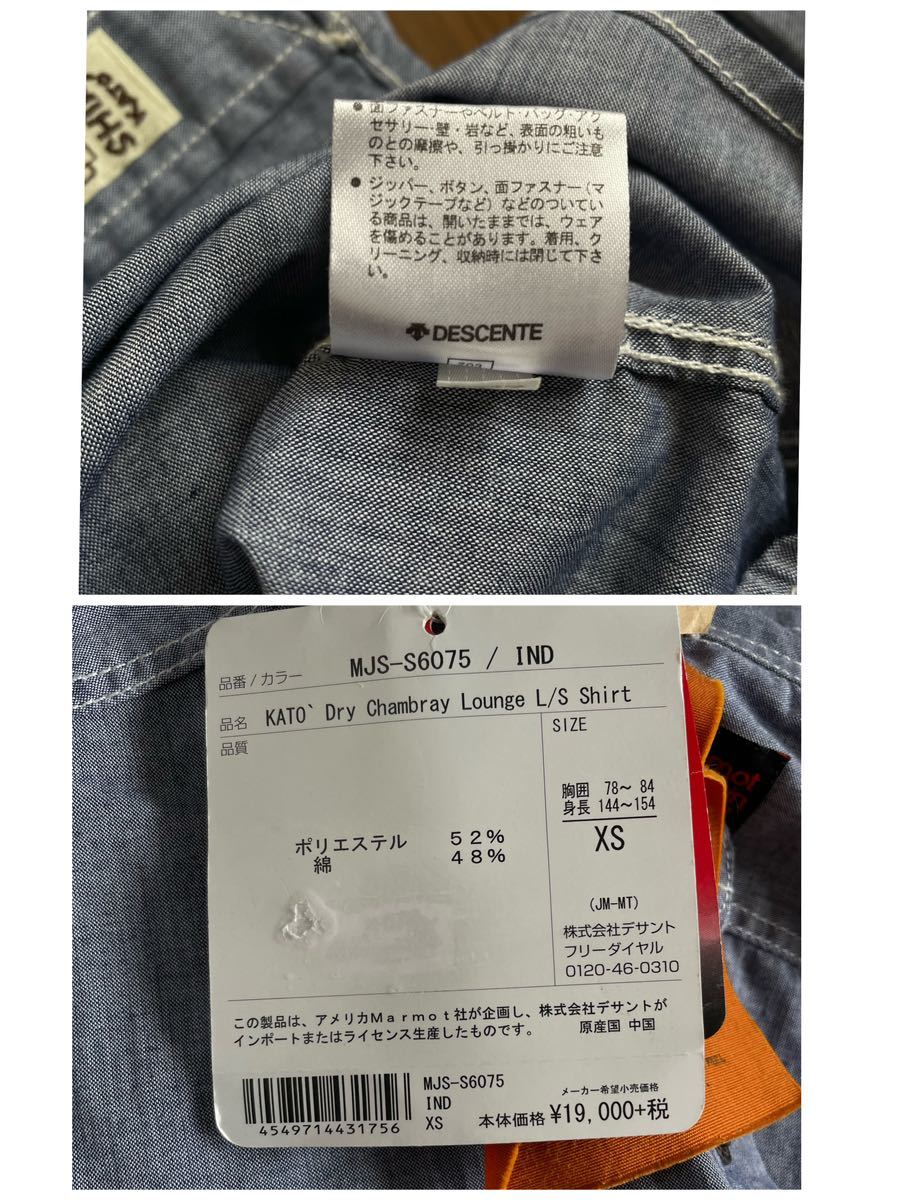 KATO
SHI
● 面ファスナーやベルト・バッグ・アク
セサリー・壁・岩など、表面の粗いも
のとの摩擦や、引っ掛かりにご注意
下さい。
● ジッパー、ボタン、面ファスナー（マ
ジックテープなど）などのついてい
る商品は、開いたままでは、ウェア
を傷めることがあります。着用、ク
リーニング、収納時には閉じて下さ
い。
DESCENTE
品番 / カラー MJS-S6075 / IND
品名 KATO` Dry Chambray Lounge L/S Shirt
品質
SIZE
胸囲 78～ 84
身長 144～154
XS
ポリエステル 52%
綿 48%
(JM-MT)
株式会社デサント
フリーダイヤル
0120-46-0310
この製品は、アメリカMarmot社が企画し、株式会社デサントが
インポートまたはライセンス生産したものです。 原産国 中国
MJS-S6075
IND
XS
4549714431756
メーカー希望小売価格
本体価格 ¥19,000+税